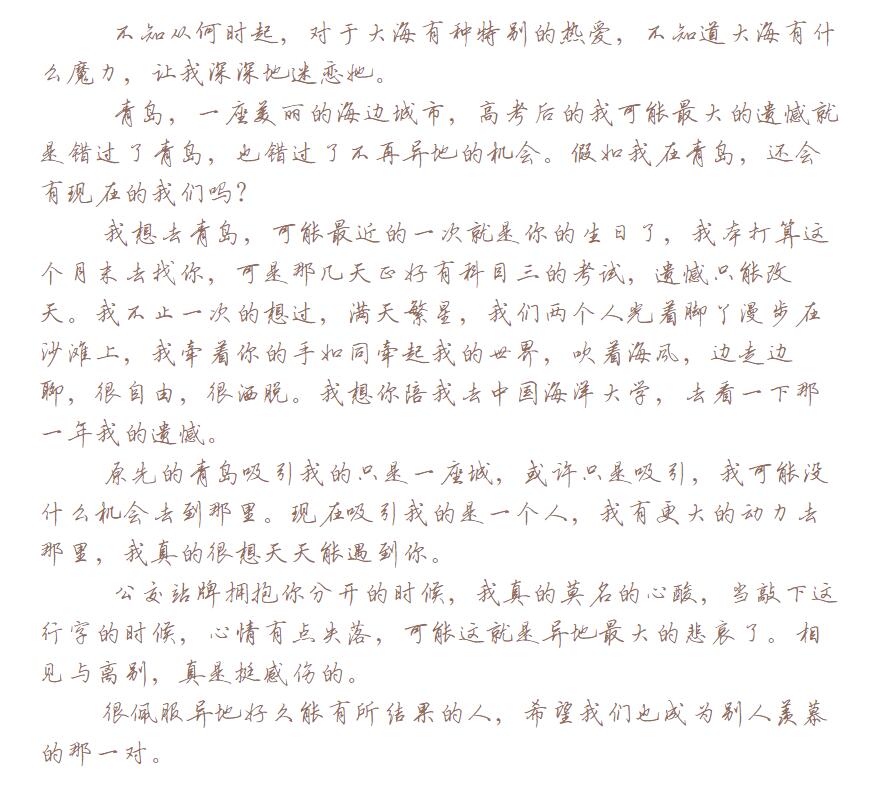 不知从何时起，对于大海有种特别的热爱，不知道大海有什
么魔力，让我深深地迷恋她。
青岛，一座美丽的海边城市，高考后的我可能最大的遗憾就
是错过了青岛，也错过了不再异地的机会。假如我在青岛，还会
有现在的我们吗？
我想去青岛，可能最近的一次就是你的生日了，我本打算这
个月末去找你，可是那几天正好有科目三的考试，遗憾只能改
天。我不止一次的想过，满天繁星，我们两个人光着脚丫漫步在
沙滩上，我牵着你的手如同牵起我的世界，吹着海风，边走边
聊，很自由，很洒脱。我想你陪我去中国海洋大学，去看一下那
一年我的遗憾。
原先的青岛吸引我的只是一座城，或许只是吸引，我可能没
什么机会去到那里。现在吸引我的是一个人，我有更大的动力去
那里，我真的很想天天能遇到你。
公交站牌拥抱你分开的时候，我真的莫名的心酸，当敲下这
行字的时候，心情有点失落，可能这就是异地最大的悲哀了。相
见与离别，真是挺感伤的。
很佩服异地好久能有所结果的人，希望我们也成为别人羡慕
的那一对。